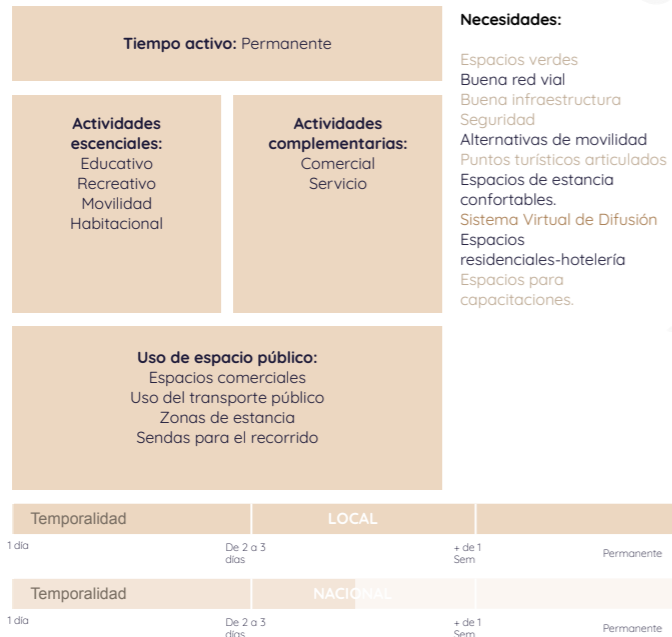 Tiempo activo: Permanente
Actividades
escenciales:
Educativo
Recreativo
Movilidad
Habitacional
Actividades
complementarias:
Comercial
Servicio
Uso de espacio público:
Espacios comerciales
Uso del transporte público
Zonas de estancia
Sendas para el recorrido
Necesidades:
Espacios verdes
Buena red vial
Buena infraestructura
Seguridad
Alternativas de movilidad
Puntos turísticos articulados
Espacios de estancia
confortables.
Sistema Virtual de Difusión
Espacios
residenciales-hotelería
Espacios para
capacitaciones.
Temporalidad LOCAL
1 día De 2 a 3 + de 1 Permanente
días Sem
Temporalidad NACIONAL
1 día De 2 a 3 + de 1 Permanente
días Sem